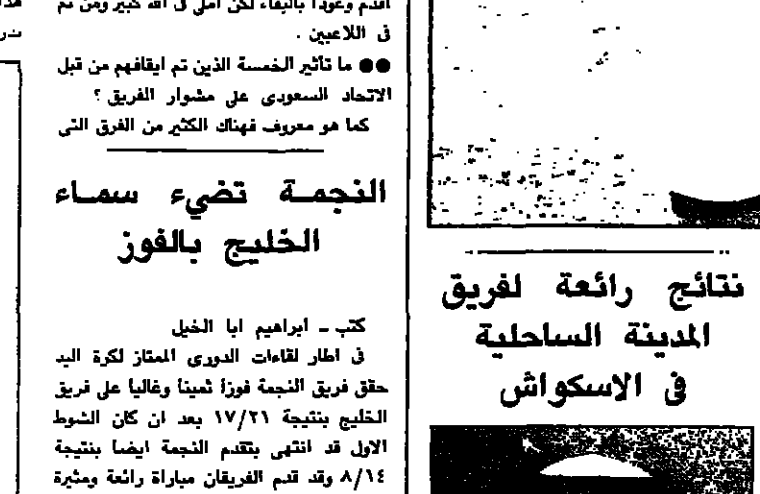 أقدم وعودا بالبقاء لكن املى فى الله كبير ومن ثم
فى اللاعبين .
●● ما تأثير الخمسة الذين تم ايقافهم من قبل
الاتحاد السعودى على مشوار الفريق ؟
كما هو معروف فهناك الكثير من الفرق التى
النجمــة تضيء سمــاء
الخليج بالفوز
كتب ـ ابراهيم ابا الخيل
فى اطار لقاءات الدورى الممتاز لكرة اليد
حقق فريق النجمة فوزا ثمينا وغاليا على فريق
الخليج بنتيجة ١٧/٢١ بعد ان كان الشوط
الاول قد انتهى بتقدم النجمة ايضا بنتيجة
٨/١٤ وقد قدم الفريقان مباراة رائعة ومثيرة
نتائج رائعة لفريق
المدينة الساحلية
فى الاسكواش